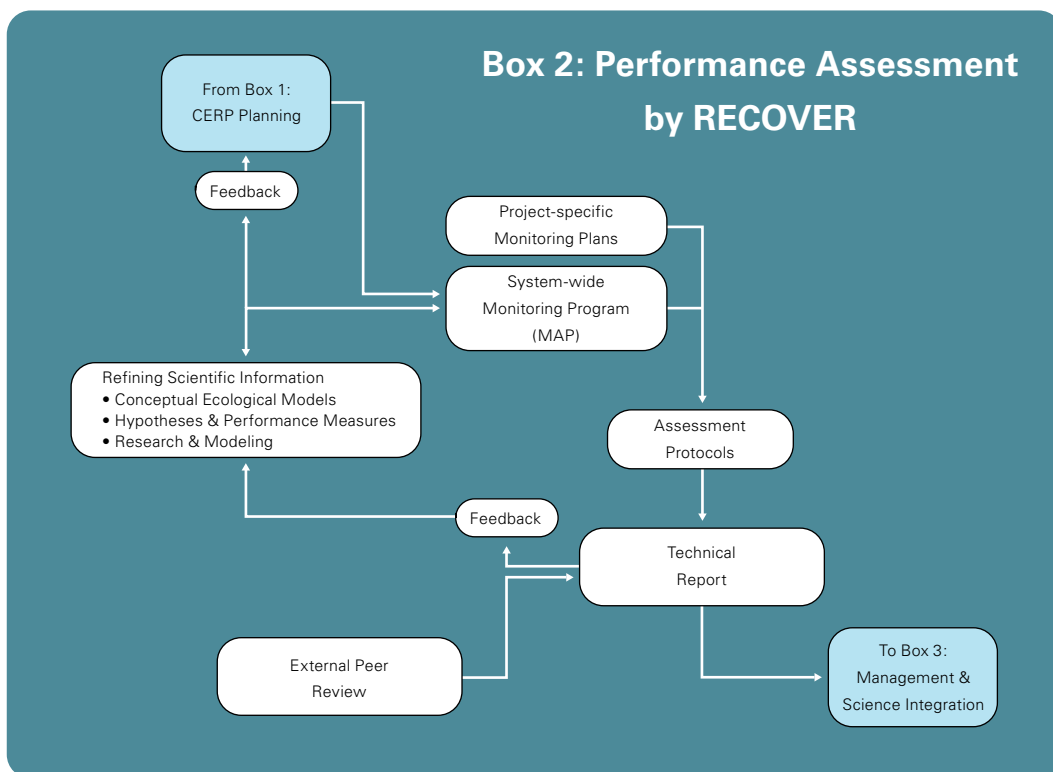 Box 2: Performance Assessment
by RECOVER
From Box 1:
CERP Planning
Feedback
Project-specific
Monitoring Plans
System-wide
Monitoring Program
(MAP)
Refining Scientific Information
• Conceptual Ecological Models
• Hypotheses & Performance Measures
• Research & Modeling
Assessment
Protocols
Feedback
Technical
Report
External Peer
Review
To Box 3:
Management &
Science Integration